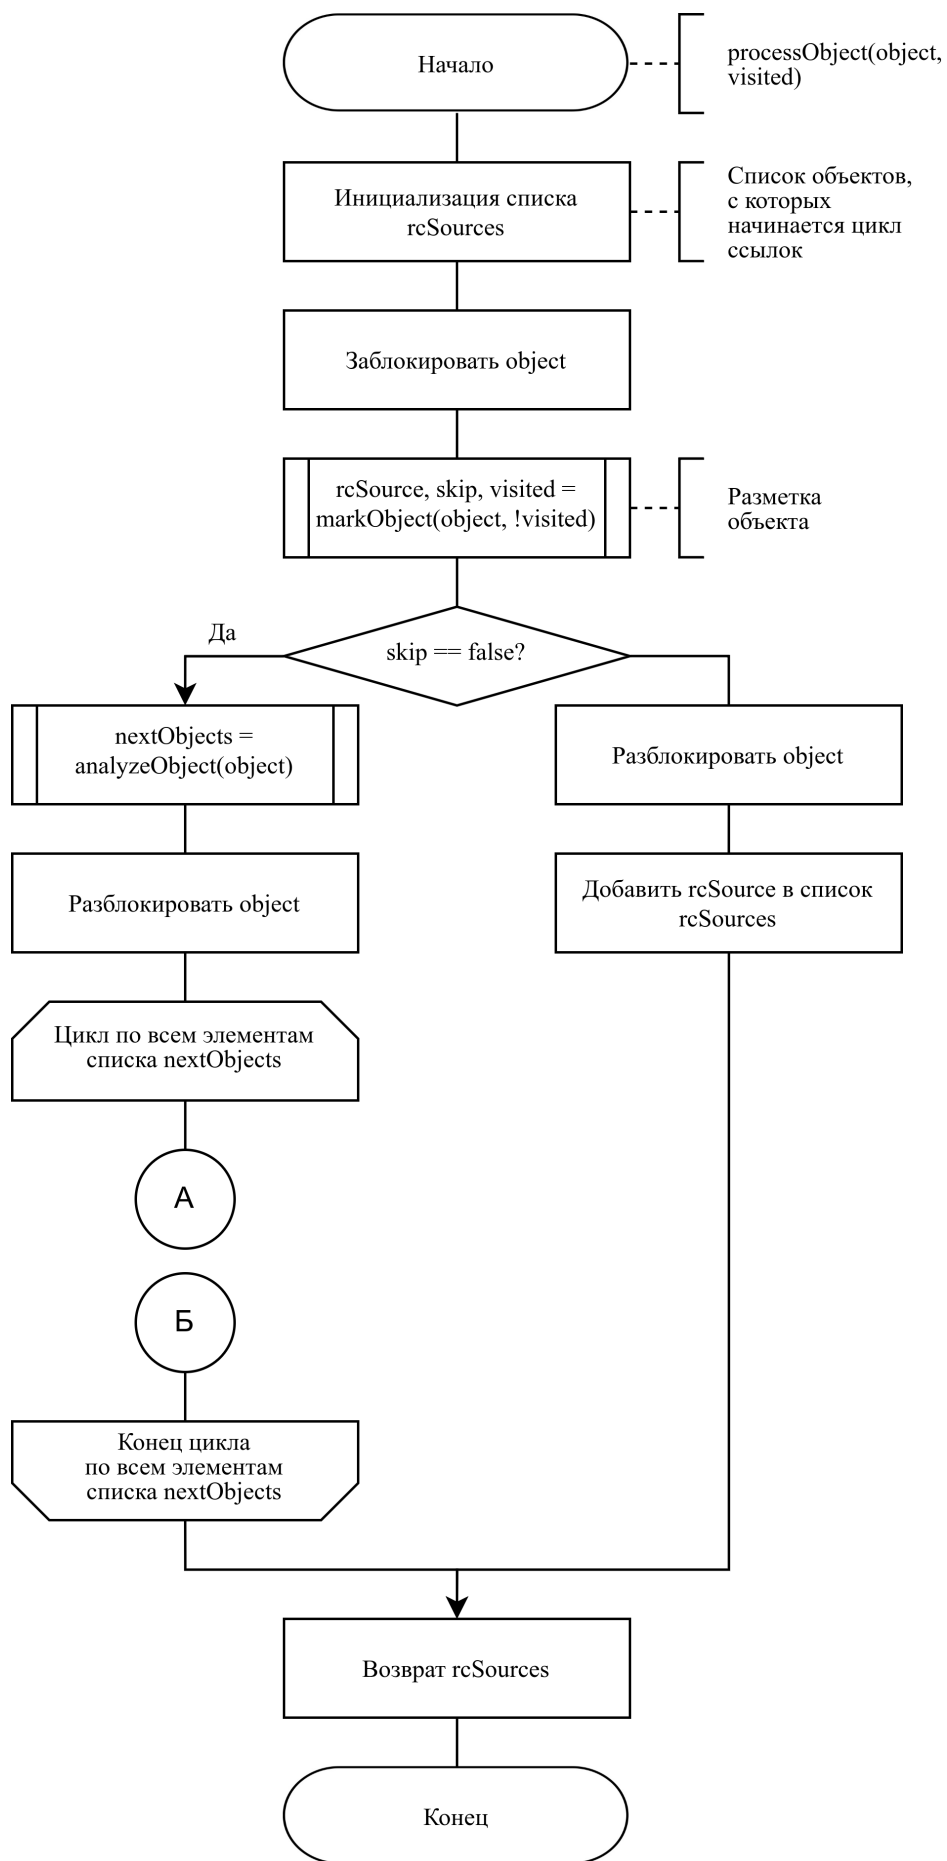 Начало
processObject(object,
visited)
Инициализация списка
rcSources
Список объектов,
с которых
начинается цикл
ссылок
Заблокировать object
rcSource, skip, visited =
markObject(object, !visited)
Разметка
объекта
Да
skip == false?
nextObjects =
analyzeObject(object)
Разблокировать object
Разблокировать object
Добавить rcSource в список
rcSources
Цикл по всем элементам
списка nextObjects
А
Б
Конец цикла
по всем элементам
списка nextObjects
Возврат rcSources
Конец